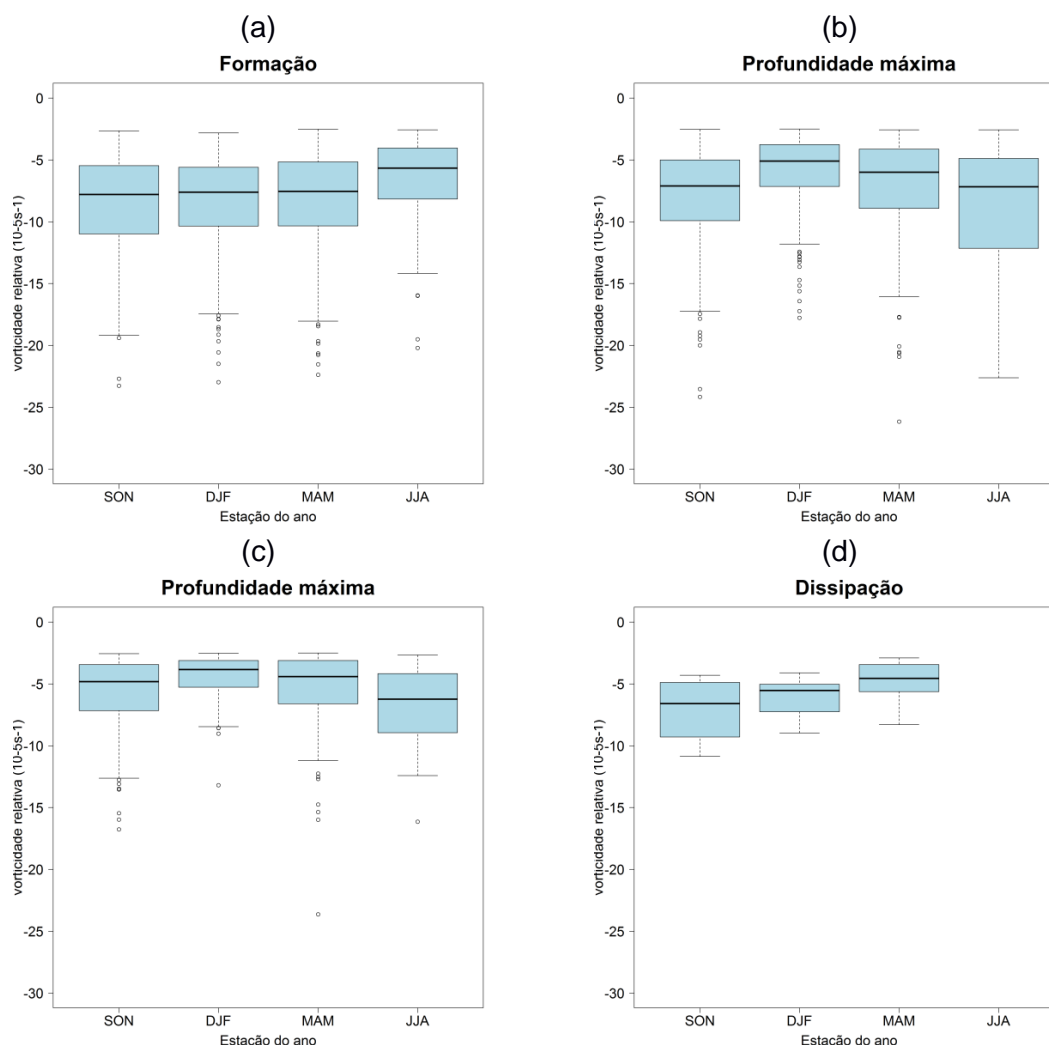 (a)
Formação
vorticidade relativa (10-5s-1)
0
-5
-10
-15
-20
-25
-30
SON DJF MAM JJA
Estação do ano
(b)
Profundidade máxima
vorticidade relativa (10-5s-1)
0
-5
-10
-15
-20
-25
-30
SON DJF MAM JJA
Estação do ano
(c)
Profundidade máxima
vorticidade relativa (10-5s-1)
0
-5
-10
-15
-20
-25
-30
SON DJF MAM JJA
Estação do ano
(d)
Dissipação
vorticidade relativa (10-5s-1)
0
-5
-10
-15
-20
-25
-30
SON DJF MAM JJA
Estação do ano